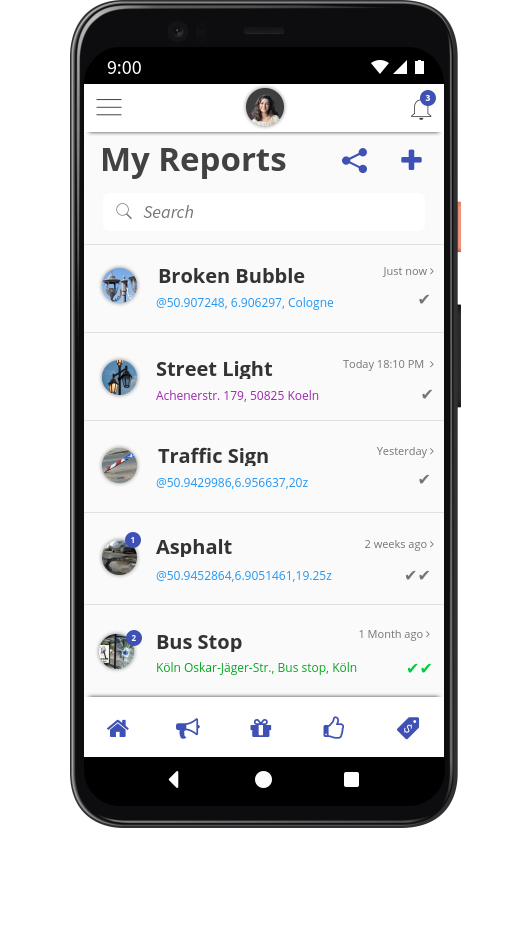 9:00
3
My Reports
Search
Broken Bubble
Just now
@50.907248, 6.906297, Cologne
Street Light
Today 18:10 PM
Achenerstr. 179, 50825 Koeln
Traffic Sign
Yesterday
@50.9429986,6.956637,20z
1
Asphalt
2 weeks ago
@50.9452864,6.9051461,19.25z
2
Bus Stop
1 Month ago
Köln Oskar-Jäger-Str., Bus stop, Köln
$